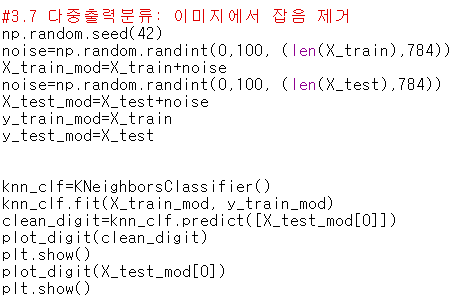 #3.7 다중출력분류: 이미지에서 잡음 제거
np.random.seed(42)
noise=np.random.randint(0,100, (len(X_train),784))
X_train_mod=X_train+noise
noise=np.random.randint(0,100, (len(X_test),784))
X_test_mod=X_test+noise
y_train_mod=X_train
y_test_mod=X_test
knn_clf=KNeighborsClassifier()
knn_clf.fit(X_train_mod, y_train_mod)
clean_digit=knn_clf.predict([X_test_mod[0]])
plot_digit(clean_digit)
plt.show()
plot_digit(X_test_mod[0])
plt.show()